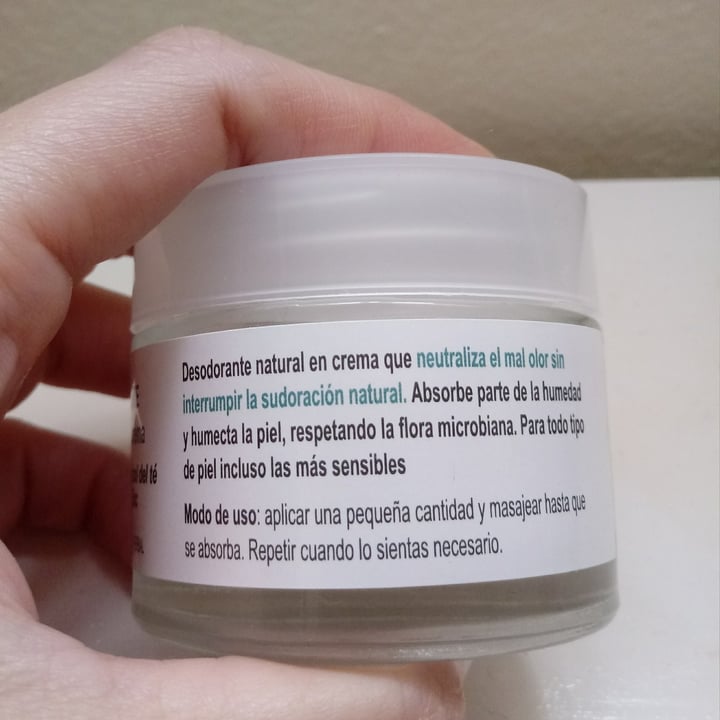 Desodorante natural en crema que neutraliza el mal olor sin
interrumpir la sudoración natural. Absorbe parte de la humedad
y humecta la piel, respetando la flora microbiana. Para todo tipo
de piel incluso las más sensibles
del té
Modo de uso: aplicar una pequeña cantidad y masajear hasta que
se absorba. Repetir cuando lo sientas necesario.